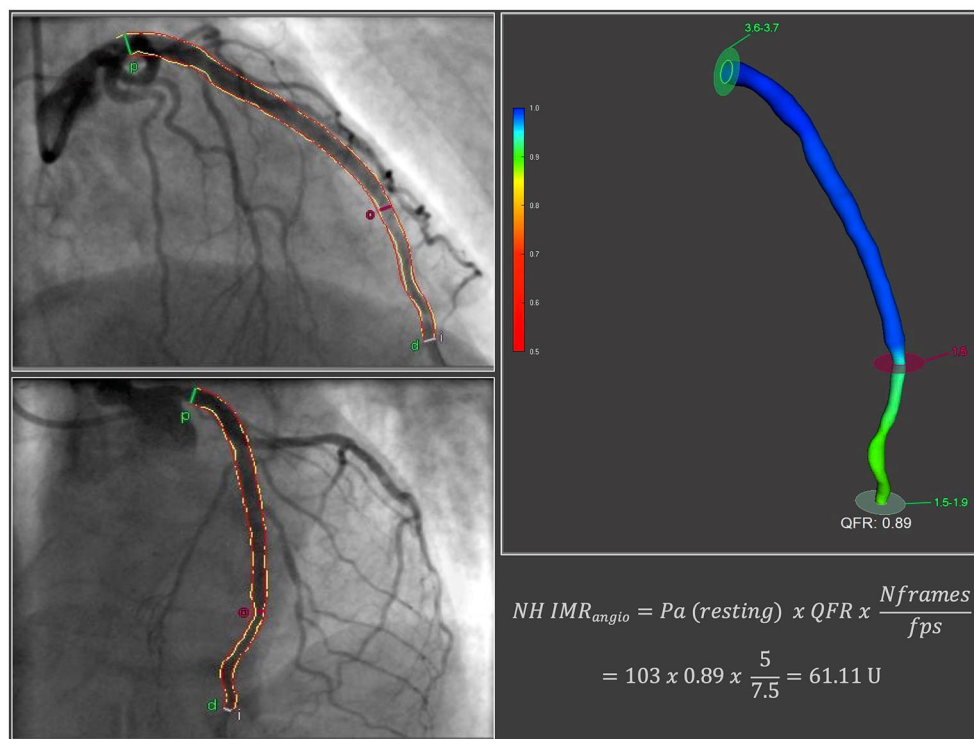 p
o
d
i
p
o
d
i
3.6-3.7
1.0
0.9
0.8
0.7
0.6
0.5
1.5
1.5-1.9
QFR: 0.89
NH IMRangio = Pa (resting) x QFR x Nframes/fps
= 103 x 0.89 x 5/7.5 = 61.11 U